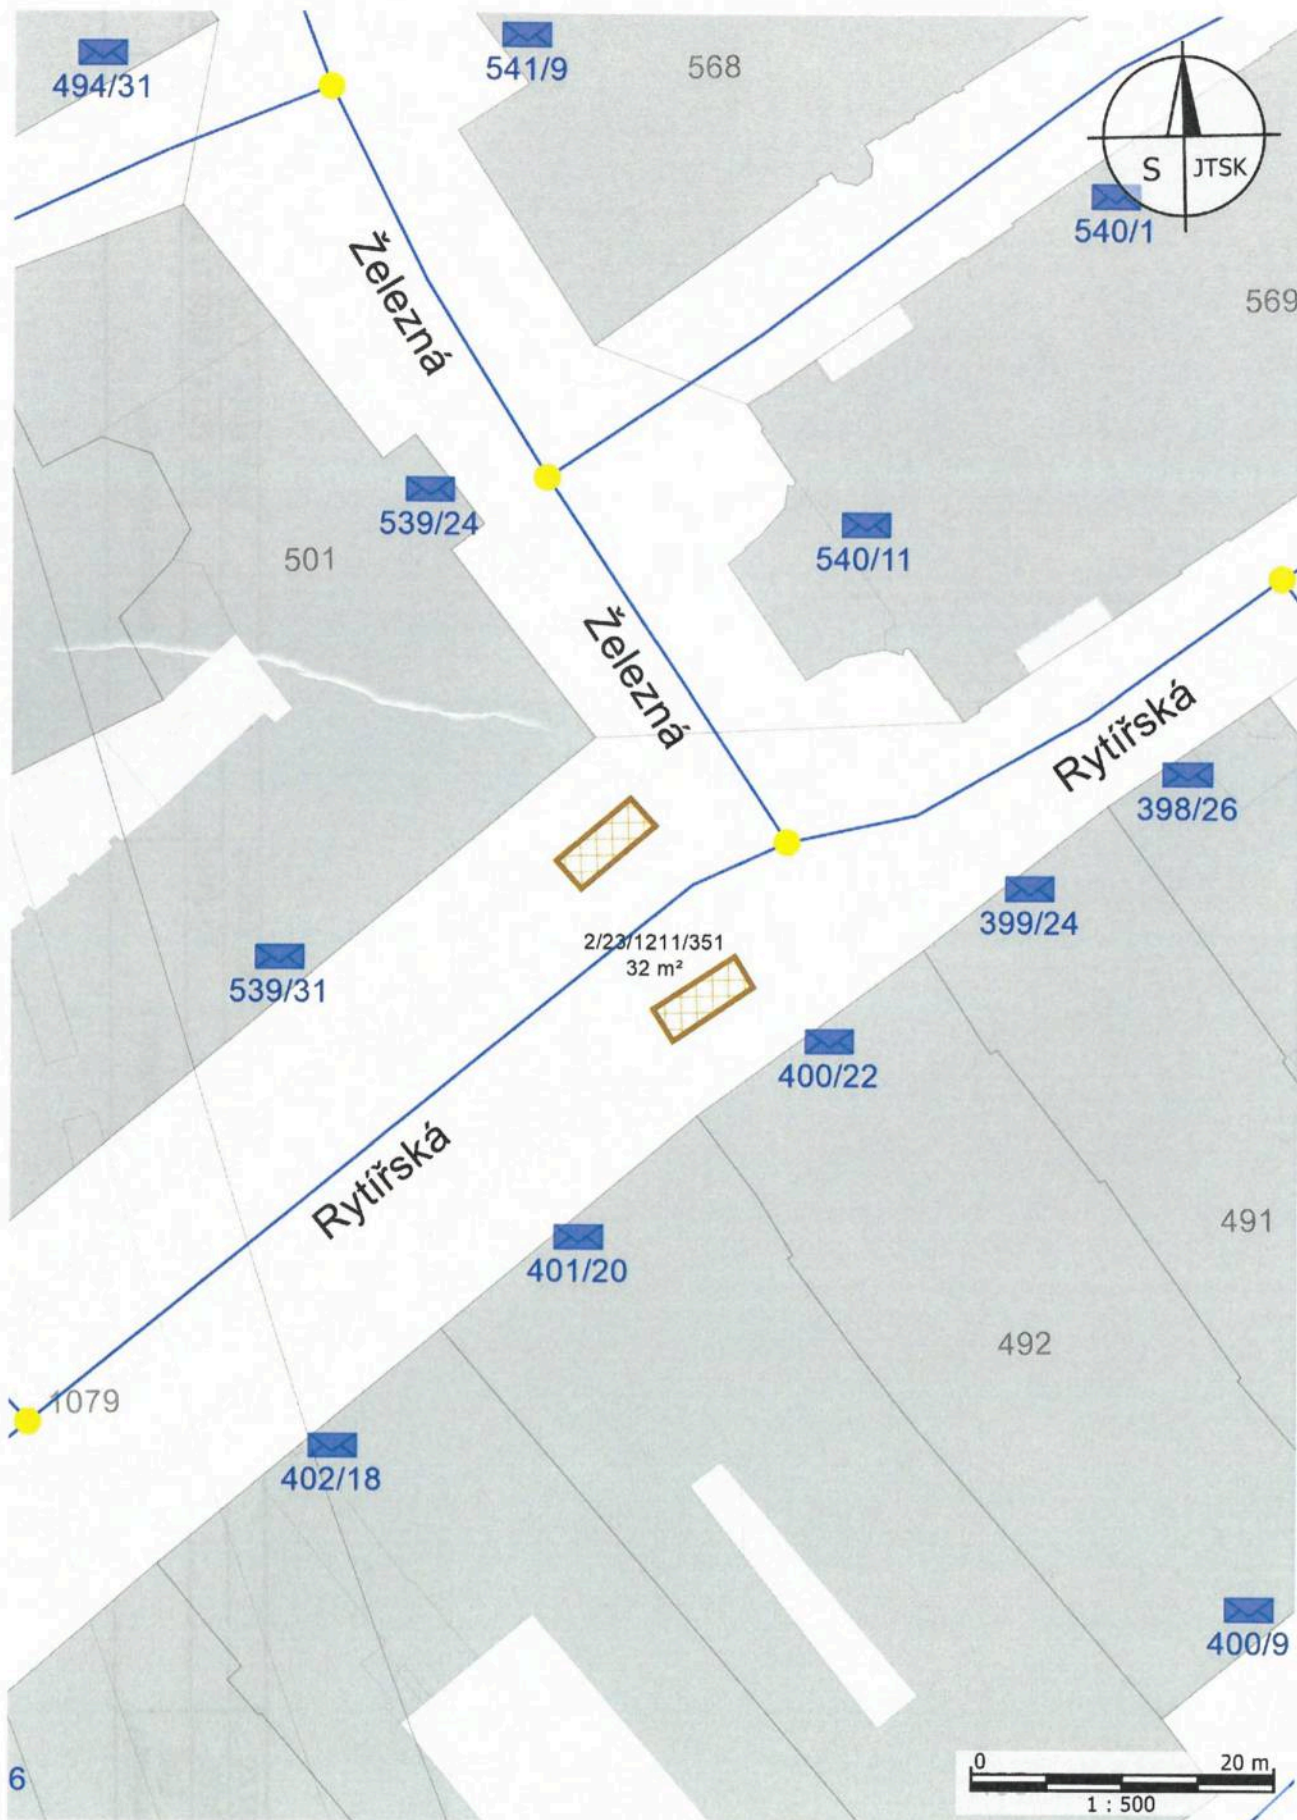 494/31
541/9
568
S JTSK
540/1
569
Železná
539/24
501
540/11
Železná
Rytířská
398/26
399/24
2/23/1211/351
32 m²
539/31
400/22
Rytířská
401/20
491
492
1079
402/18
400/9
6
0 20 m
1 : 500